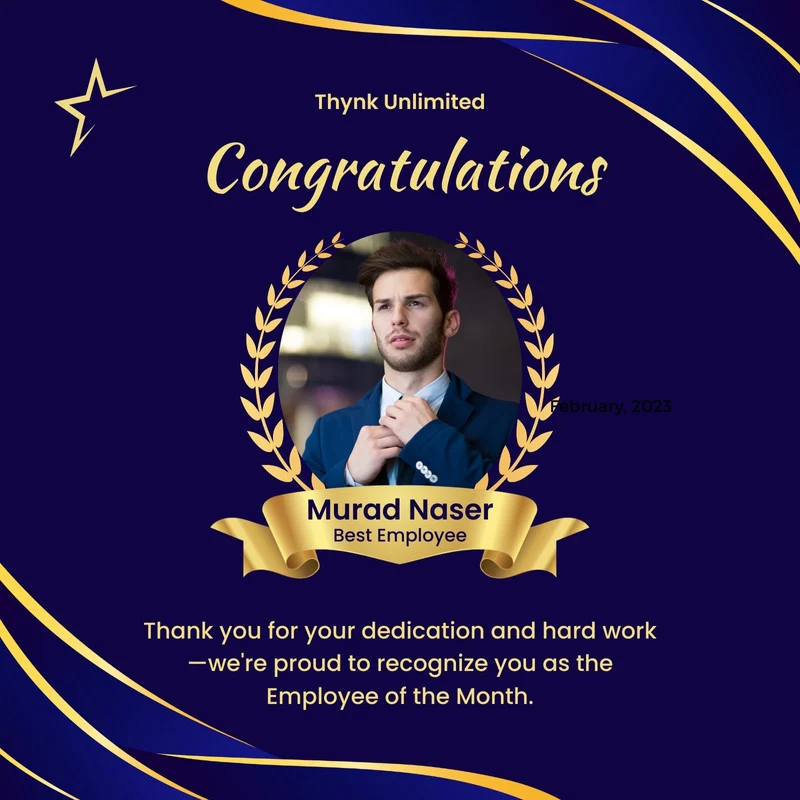 Thynk Unlimited
Congratulations
February, 2023
Murad Naser
Best Employee
Thank you for your dedication and hard work
—we're proud to recognize you as the
Employee of the Month.